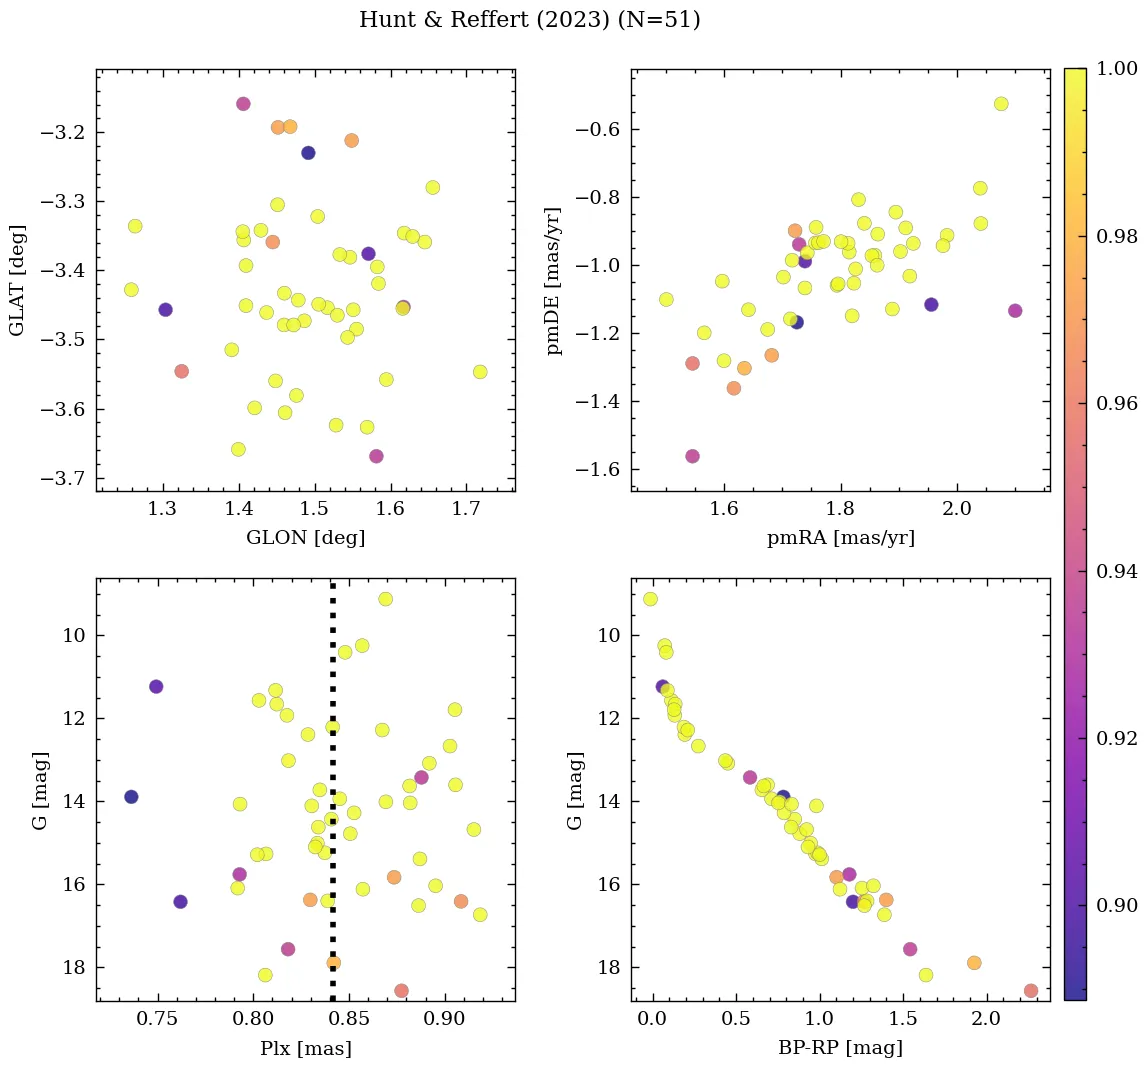 Hunt & Reffert (2023) (N=51)
−3.2
−3.3
−3.4
−3.5
−3.6
−3.7
GLAT [deg]
1.3 1.4 1.5 1.6 1.7
GLON [deg]
−0.6
−0.8
−1.0
−1.2
−1.4
−1.6
pmDE [mas/yr]
1.6 1.8 2.0
pmRA [mas/yr]
1.00
0.98
0.96
0.94
0.92
0.90
10
12
14
16
18
G [mag]
0.75 0.80 0.85 0.90
Plx [mas]
10
12
14
16
18
G [mag]
0.0 0.5 1.0 1.5 2.0
BP-RP [mag]